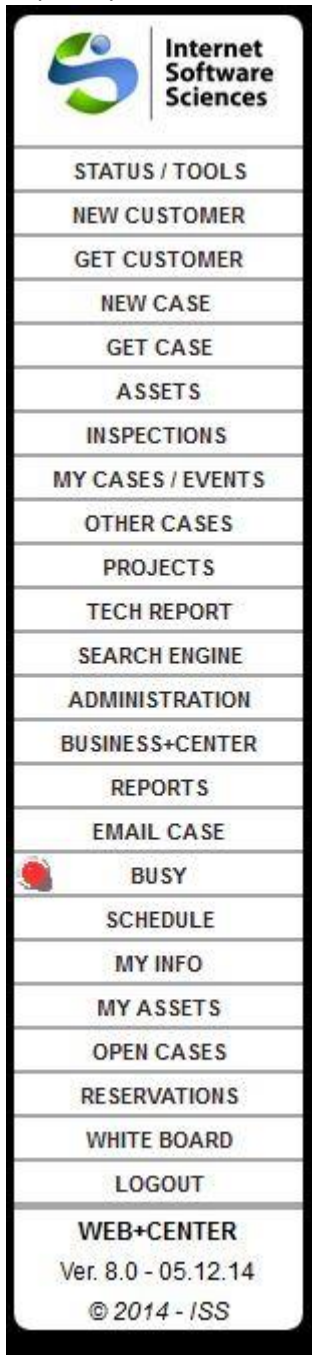 Internet
Software
Sciences
STATUS / TOOLS
NEW CUSTOMER
GET CUSTOMER
NEW CASE
GET CASE
ASSETS
INSPECTIONS
MY CASES / EVENTS
OTHER CASES
PROJECTS
TECH REPORT
SEARCH ENGINE
ADMINISTRATION
BUSINESS+CENTER
REPORTS
EMAIL CASE
BUSY
SCHEDULE
MY INFO
MY ASSETS
OPEN CASES
RESERVATIONS
WHITE BOARD
LOGOUT
WEB+CENTER
Ver. 8.0 - 05.12.14
© 2014 - ISS